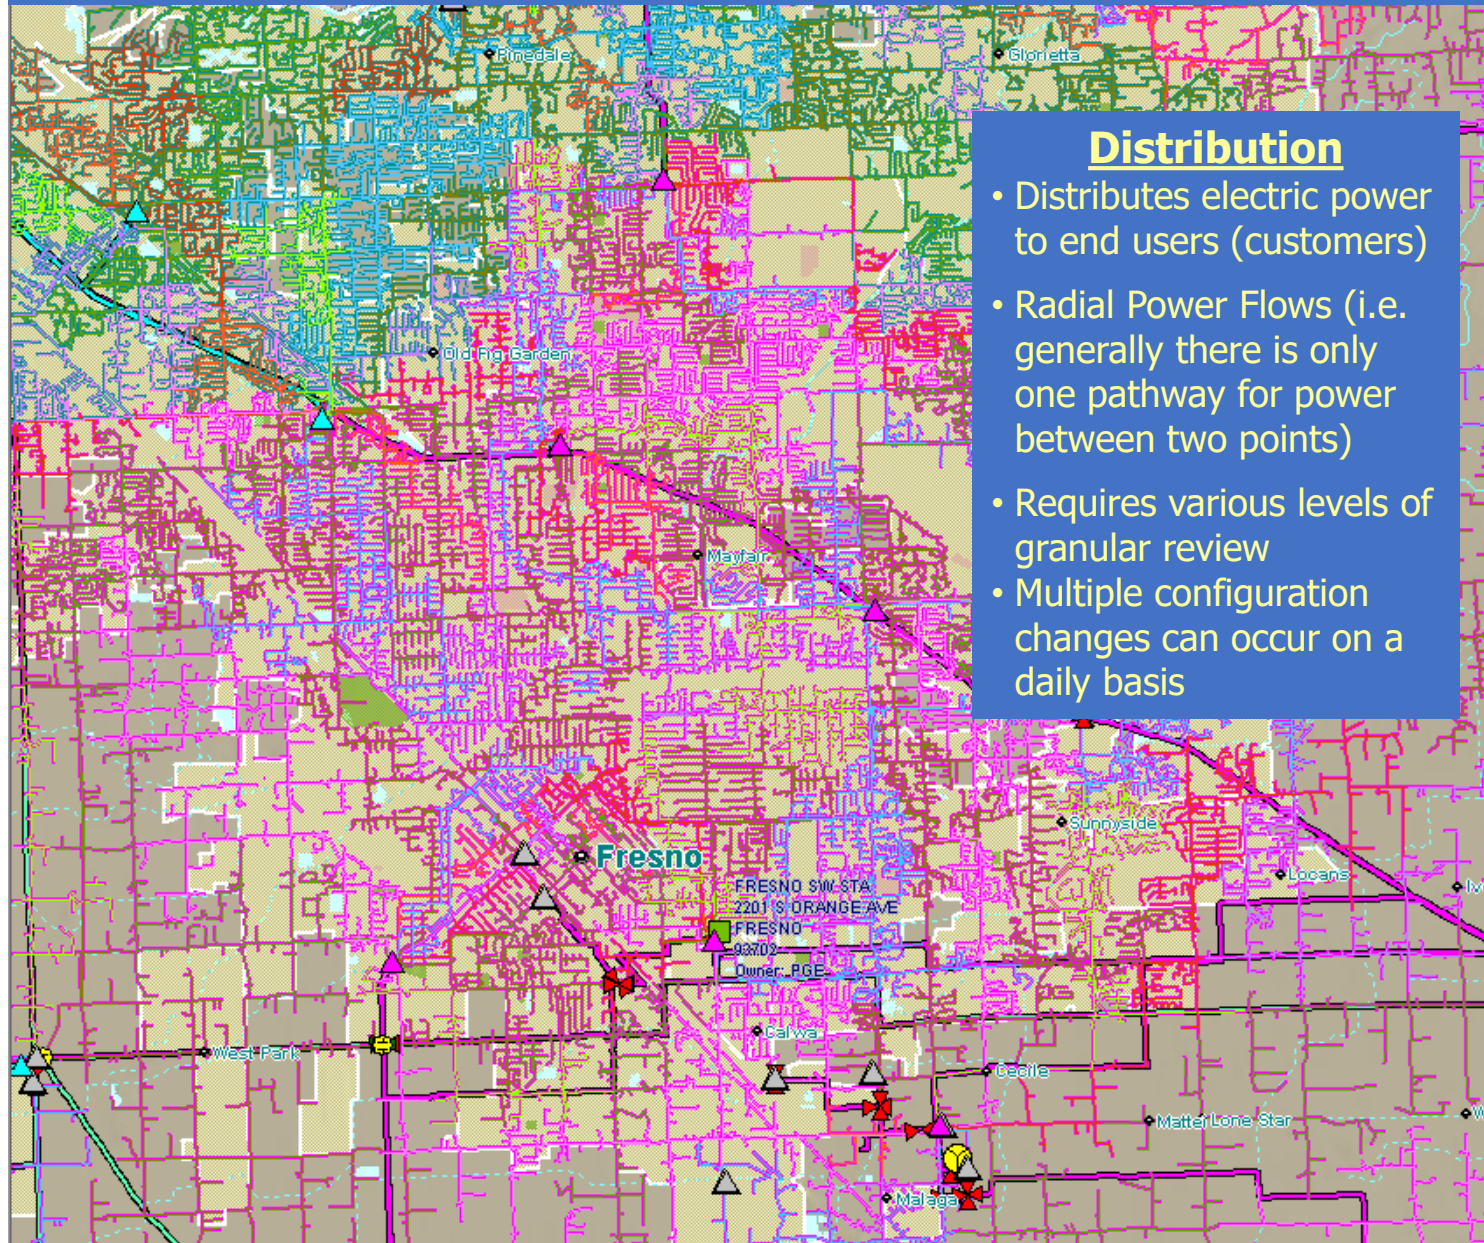 Pinedale
Glorietta
Distribution
• Distributes electric power
to end users (customers)
• Radial Power Flows (i.e.
generally there is only
one pathway for power
between two points)
• Requires various levels of
granular review
• Multiple configuration
changes can occur on a
daily basis
Old Fig Garden
Mayfair
Sunnyside
Fresno
Locans
FRESNO SW STA
2201 S ORANGE AVE
FRESNO
93702
Owner: PGE
Calwa
West Park
Cecile
Mattei
Lone Star
Malaga